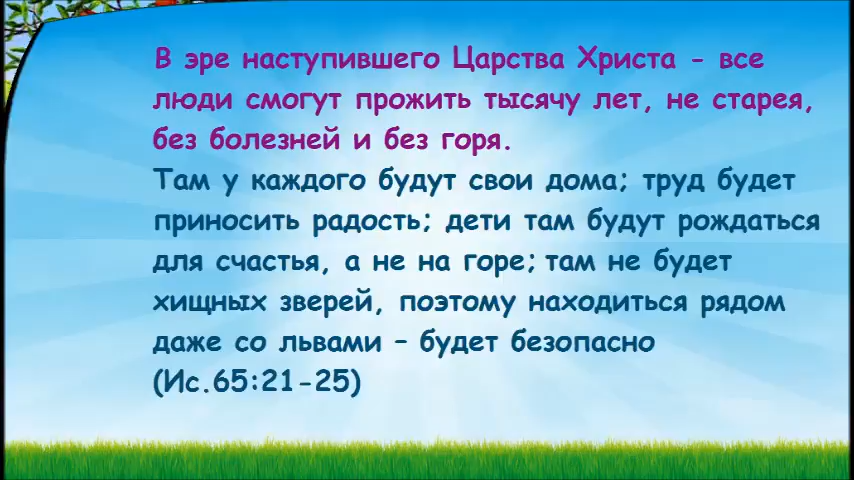 В эре наступившего Царства Христа - все
люди смогут прожить тысячу лет, не старея,
без болезней и без горя.
Там у каждого будут свои дома; труд будет
приносить радость; дети там будут рождаться
для счастья, а не на горе; там не будет
хищных зверей, поэтому находиться рядом
даже со львами – будет безопасно
(Ис.65:21-25)